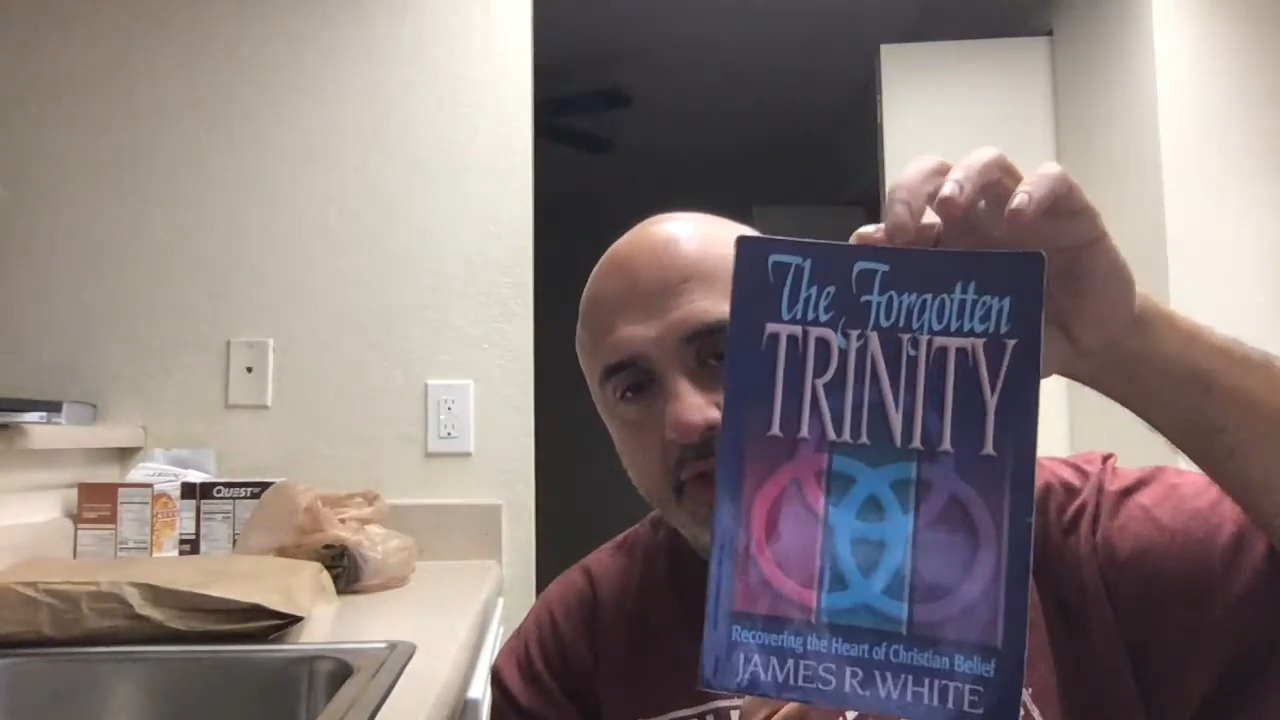 The Forgotten
TRINITY
Recovering the Heart of Christian Belief
JAMES R. WHITE
QUEST